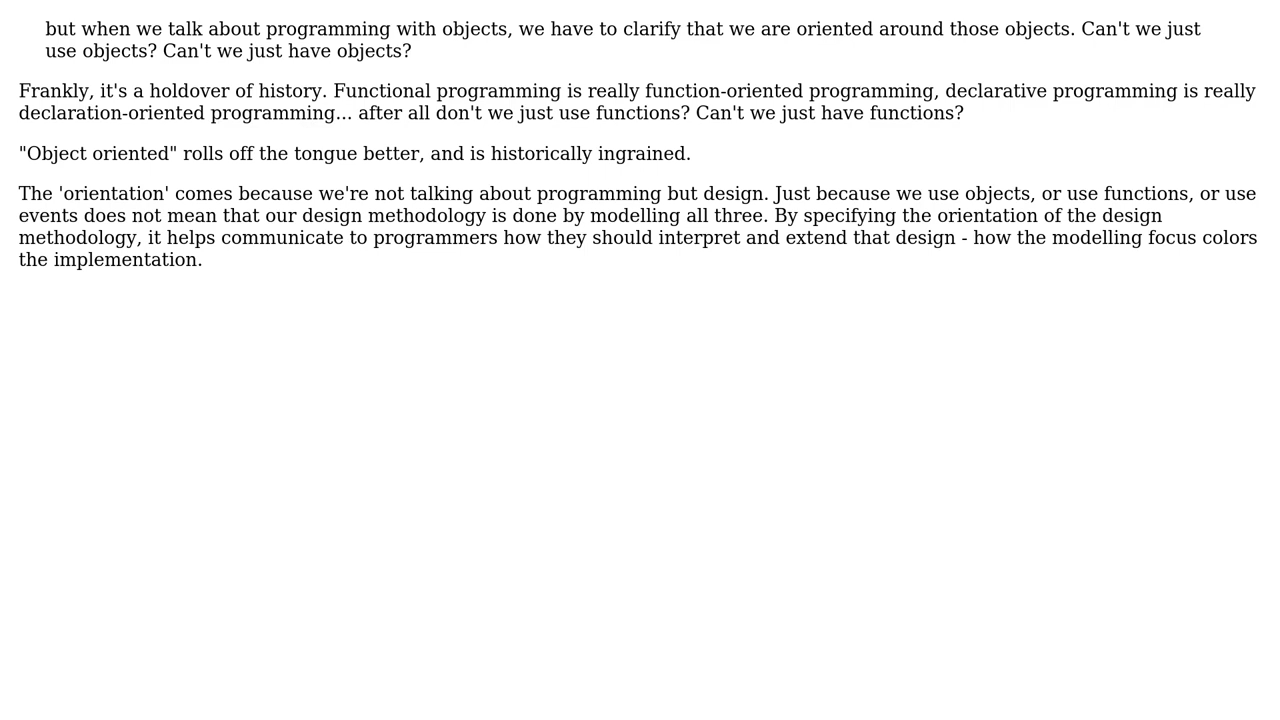 but when we talk about programming with objects, we have to clarify that we are oriented around those objects. Can't we just
use objects? Can't we just have objects?
Frankly, it's a holdover of history. Functional programming is really function-oriented programming, declarative programming is really
declaration-oriented programming... after all don't we just use functions? Can't we just have functions?
"Object oriented" rolls off the tongue better, and is historically ingrained.
The 'orientation' comes because we're not talking about programming but design. Just because we use objects, or use functions, or use
events does not mean that our design methodology is done by modelling all three. By specifying the orientation of the design
methodology, it helps communicate to programmers how they should interpret and extend that design - how the modelling focus colors
the implementation.